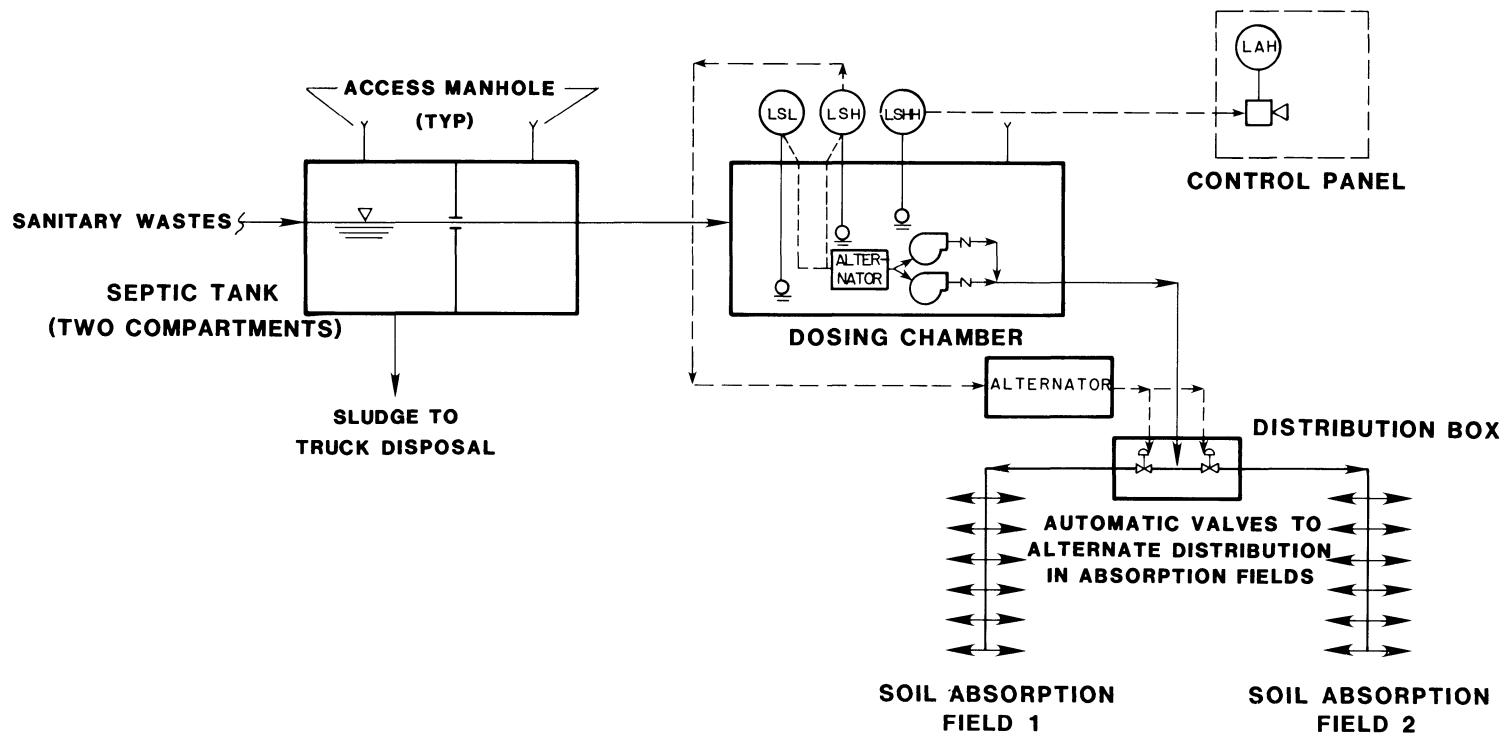 LAH
ACCESS MANHOLE
(TYP)
LSL
LSH
LSHH
CONTROL PANEL
SANITARY WASTES
ALTER-
NATOR
SEPTIC TANK
(TWO COMPARTMENTS)
DOSING CHAMBER
ALTERNATOR
SLUDGE TO
TRUCK DISPOSAL
DISTRIBUTION BOX
AUTOMATIC VALVES TO
ALTERNATE DISTRIBUTION
IN ABSORPTION FIELDS
SOIL ABSORPTION
FIELD 1
SOIL ABSORPTION
FIELD 2